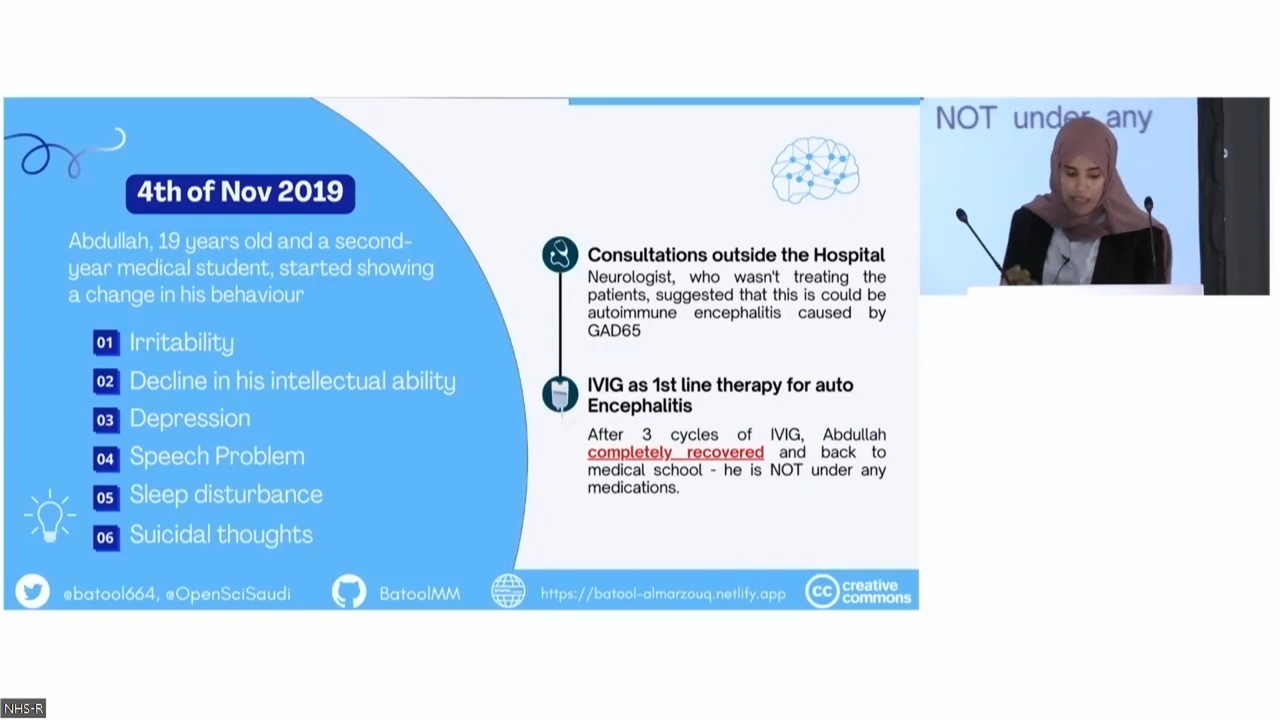 4th of Nov 2019
Abdullah, 19 years old and a second-
year medical student, started showing
a change in his behaviour
01 Irritability
02 Decline in his intellectual ability
03 Depression
04 Speech Problem
05 Sleep disturbance
06 Suicidal thoughts
Consultations outside the Hospital
Neurologist, who wasn't treating the
patients, suggested that this is could be
autoimmune encephalitis caused by
GAD65
IVIG as 1st line therapy for auto
Encephalitis
After 3 cycles of IVIG, Abdullah
completely recovered and back to
medical school - he is NOT under any
medications.
@batool664, @OpenSciSaudi
BatoolMM
https://batool-almarzouq.netlify.app
cc creative
commons
NOT under any
NHS-R